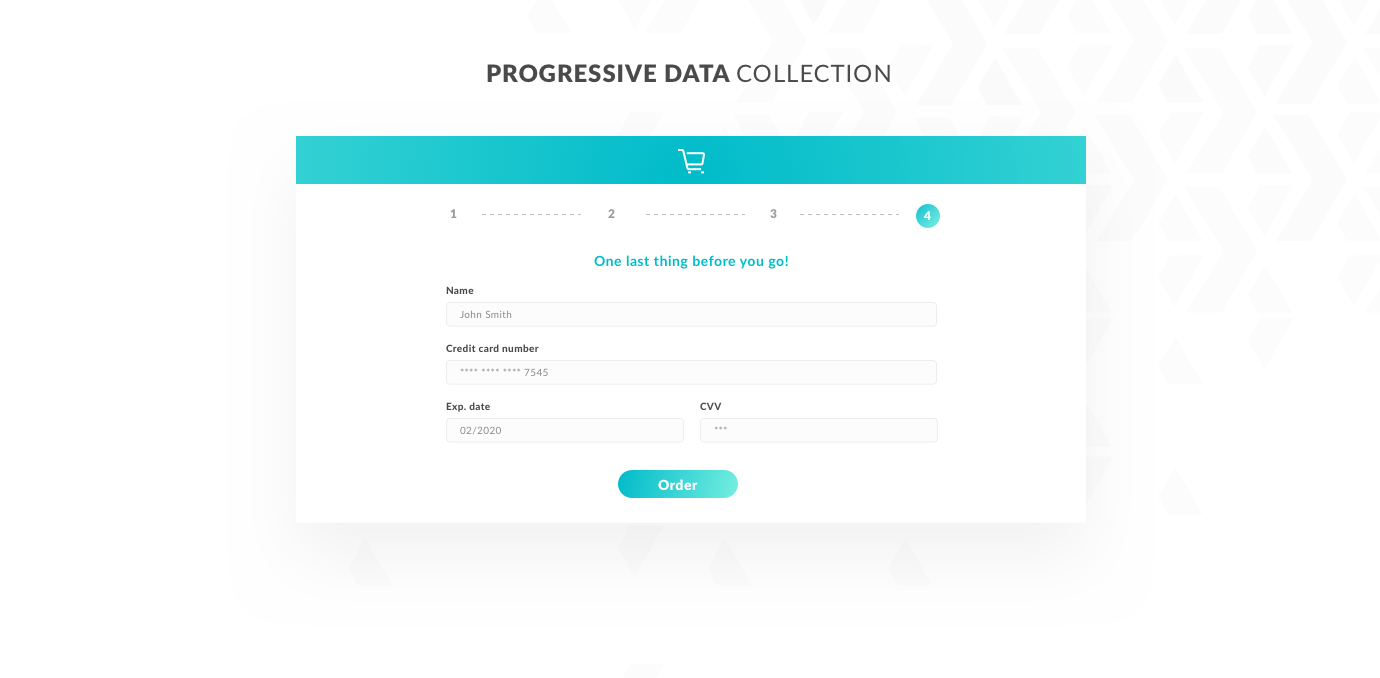 PROGRESSIVE DATA COLLECTION
1 2 3 4
One last thing before you go!
Name
John Smith
Credit card number
**** **** **** 7545
Exp. date CVV
02/2020 ***
Order